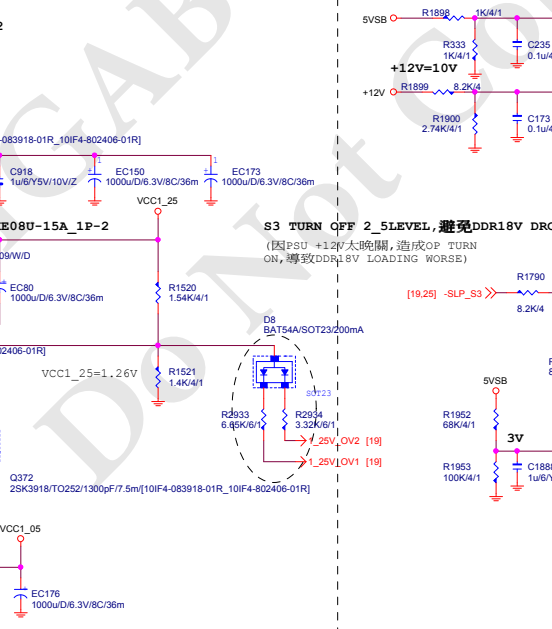 2
5VSB
R1898
1K/4/1
R333
1K/4/1
C235
0.1u/4
+12V=10V
+12V
R1899
8.2K/4
R1900
2.74K/4/1
C173
0.1u/4
-083918-01R_10IF4-802406-01R]
C918
1u/6/Y5V/10V/Z
EC150
1000u/D/6.3V/8C/36m
EC173
1000u/D/6.3V/8C/36m
VCC1_25
E08U-15A_1P-2
S3 TURN OFF 2_5LEVEL,避免DDR18V DRO
(因PSU +12V太晚關,造成OP TURN
ON,導致DDR18V LOADING WORSE)
09/W/D
EC80
1000u/D/6.3V/8C/36m
R1520
1.54K/4/1
R1790
[19,25] -SLP_S3
8.2K/4
D8
BAT54A/SOT23/200mA
02406-01R]
VCC1_25=1.26V
R1521
1.4K/4/1
SOT23
R2933
6.65K/6/1
R2934
3.32K/6/1
1_25V_OV2 [19]
1_25V_OV1 [19]
5VSB
R1952
68K/4/1
3V
R1953
100K/4/1
C1888
1u/6/Y
Q372
2SK3918/TO252/1300pF/7.5m/[10IF4-083918-01R_10IF4-802406-01R]
VCC1_05
EC176
1000u/D/6.3V/8C/36m
GAB
Do Not Co